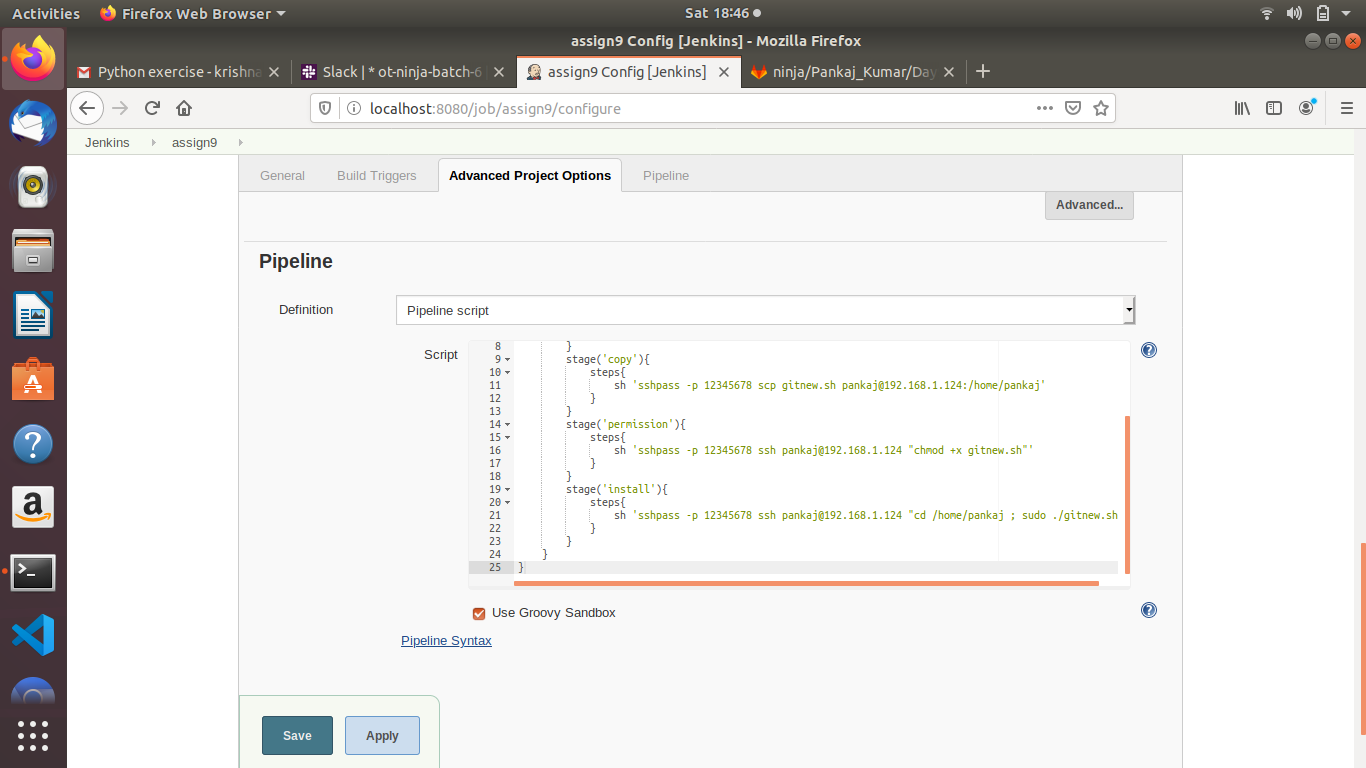 Activities Firefox Web Browser Sat 18:46
assign9 Config [Jenkins] - Mozilla Firefox
Python exercise - krishna Slack | * ot-ninja-batch-6 assign9 Config [Jenkins] ninja/Pankaj_Kumar/Day
localhost:8080/job/assign9/configure
Jenkins assign9
General Build Triggers Advanced Project Options Pipeline
Advanced...
Pipeline
Definition Pipeline script
Script
8 }
9 stage('copy'){
10 steps{
11 sh 'sshpass -p 12345678 scp gitnew.sh pankaj@192.168.1.124:/home/pankaj'
12 }
13 }
14 stage('permission'){
15 steps{
16 sh 'sshpass -p 12345678 ssh pankaj@192.168.1.124 "chmod +x gitnew.sh"'
17 }
18 }
19 stage('install'){
20 steps{
21 sh 'sshpass -p 12345678 ssh pankaj@192.168.1.124 "cd /home/pankaj ; sudo ./gitnew.sh
22 }
23 }
24 }
25 }
Use Groovy Sandbox
Pipeline Syntax
Save Apply